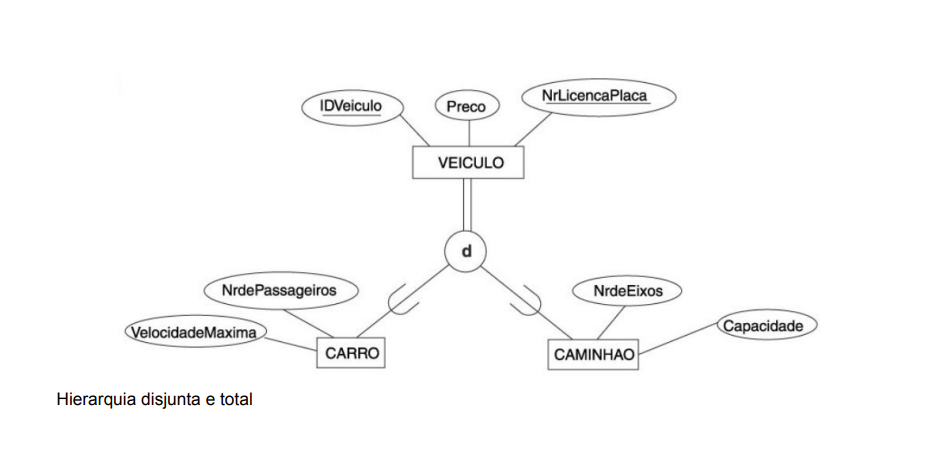 IDVeiculo
Preco
NrLicencaPlaca
VEICULO
d
NrdePassageiros
NrdeEixos
VelocidadeMaxima
Capacidade
CARRO
CAMINHAO
Hierarquia disjunta e total